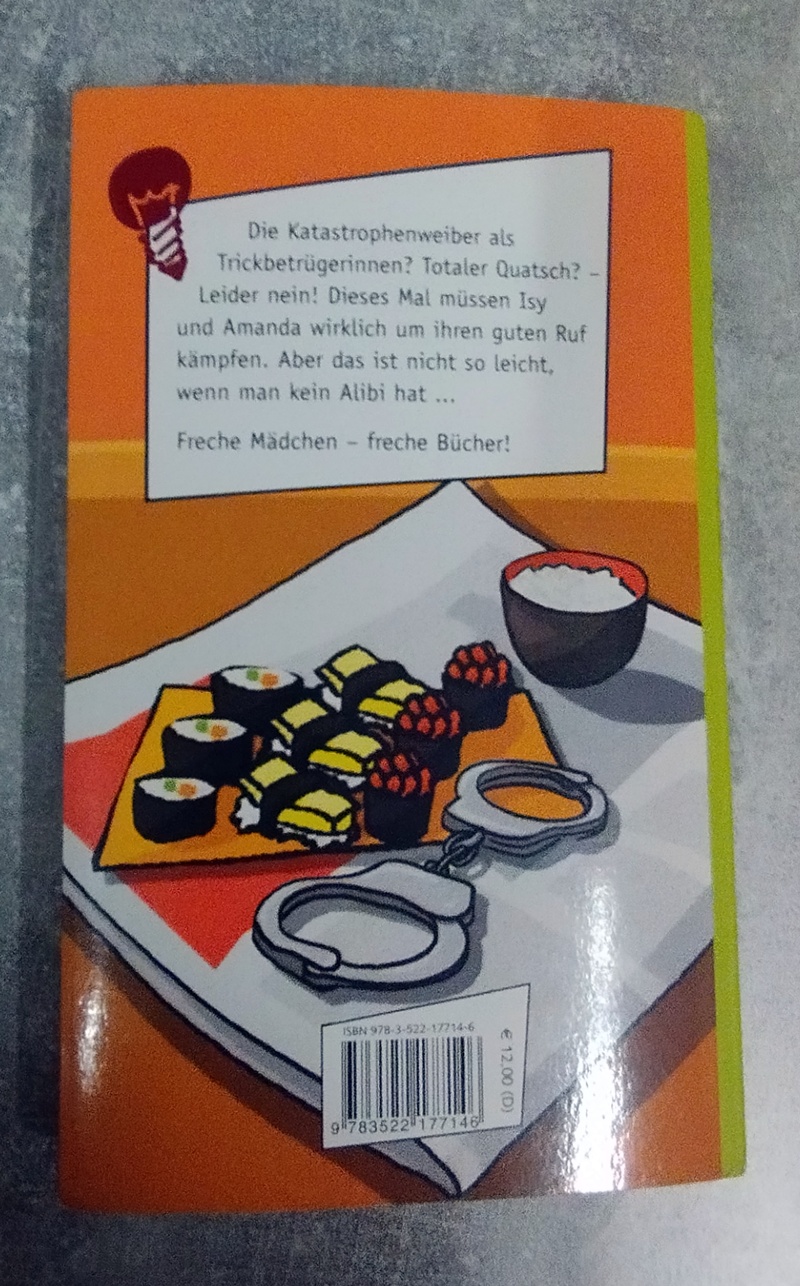 Die Katastrophenweiber als
Trickbetrügerinnen? Totaler Quatsch? –
Leider nein! Dieses Mal müssen Isy
und Amanda wirklich um ihren guten Ruf
kämpfen. Aber das ist nicht so leicht,
wenn man kein Alibi hat ...
Freche Mädchen – freche Bücher!
ISBN 978-3-522-17714-6
€ 12,00 (D)
9 783522 177146